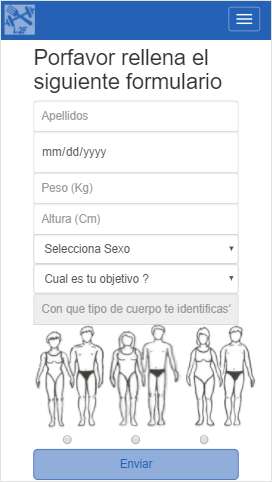 L2F
Porfavor rellena el
siguiente formulario
Apellidos
mm/dd/yyyy
Peso (Kg)
Altura (Cm)
Selecciona Sexo
Cual es tu objetivo ?
Con que tipo de cuerpo te identificas
Enviar